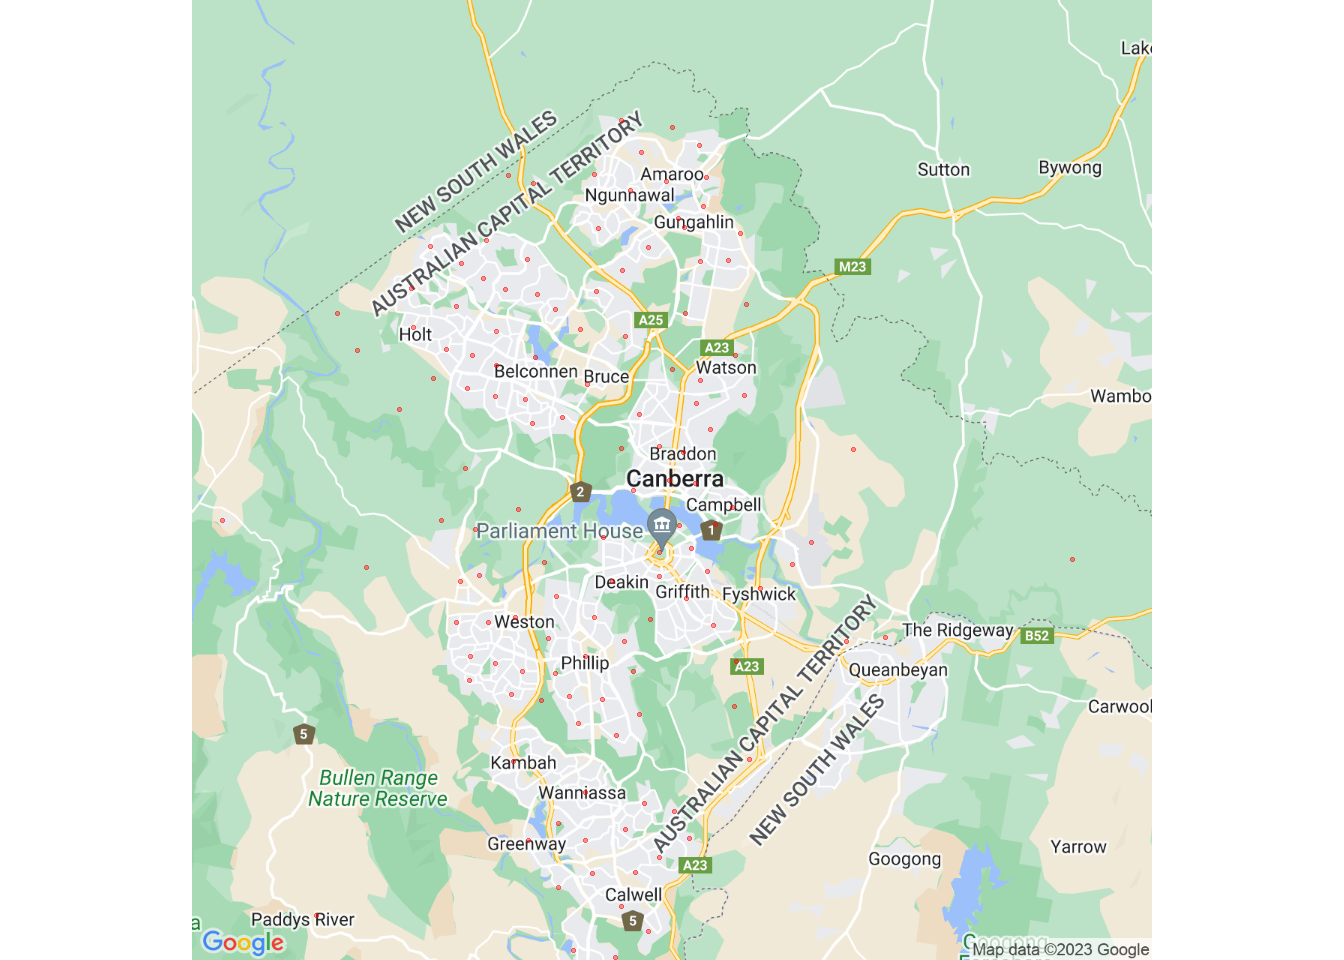 Lake
NEW SOUTH WALES
AUSTRALIAN CAPITAL TERRITORY
Sutton
Bywong
Amaroo
Ngunnawal
Gungahlin
M23
A25
Holt
A23
Watson
Belconnen
Bruce
Wambo
Braddon
Canberra
2
Campbell
Parliament House
1
Deakin
Griffith
Fyshwick
Weston
The Ridgeway
B52
Phillip
A23
Queanbeyan
AUSTRALIAN CAPITAL TERRITORY
NEW SOUTH WALES
Carwool
5
Kambah
Bullen Range
Nature Reserve
Wanniassa
Greenway
Yarrow
Googong
A23
Calwell
Paddys River
5
a
Google
Googong
Map data ©2023 Google